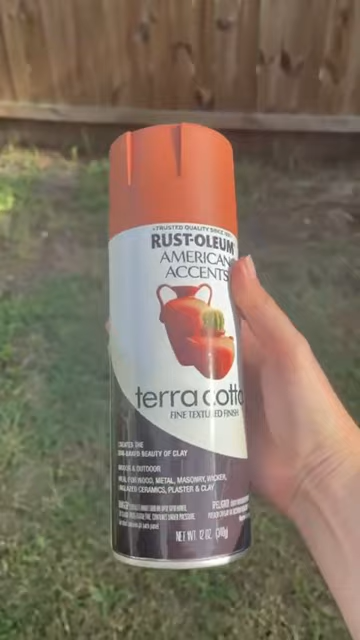 TRUSTED QUALITY SINCE
RUST-OLEUM
AMERICAN
ACCENTS
terra cotta
FINE TEXTURED FINISH
CREATES THE
SUN-BAKED BEAUTY OF CLAY
INDOOR & OUTDOOR
IDEAL FOR WOOD, METAL, MASONRY, WICKER,
UNGLAZED CERAMICS, PLASTER & CLAY
NET WT. 12 OZ. (340g)